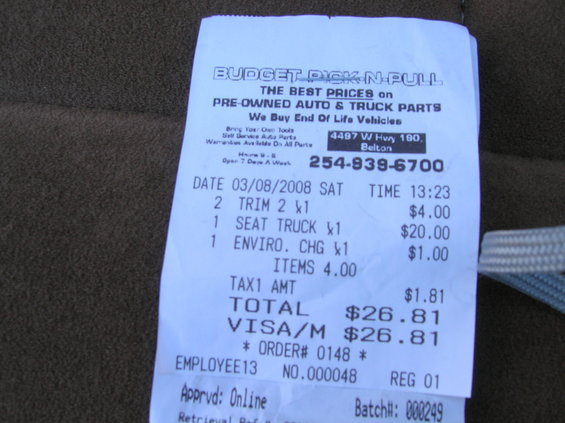 BUDGET PICK-N-PULL
THE BEST PRICES on
PRE-OWNED AUTO & TRUCK PARTS
We Buy End Of Life Vehicles
Bring Your Own Tools
Self Service Auto Parts
Warranties Available On All Parts
4497 W Hwy 190,
Belton
Hours 9 - 6
Open 7 Days A Week
254-939-6700
DATE 03/08/2008 SAT TIME 13:23
2 TRIM 2 x1 $4.00
1 SEAT TRUCK x1 $20.00
1 ENVIRO. CHG x1 $1.00
ITEMS 4.00
TAX1 AMT $1.81
TOTAL $26.81
VISA/M $26.81
* ORDER# 0148 *
EMPLOYEE13 NO.000048 REG 01
Apprvd: Online Batch#: 000249
Retrieval